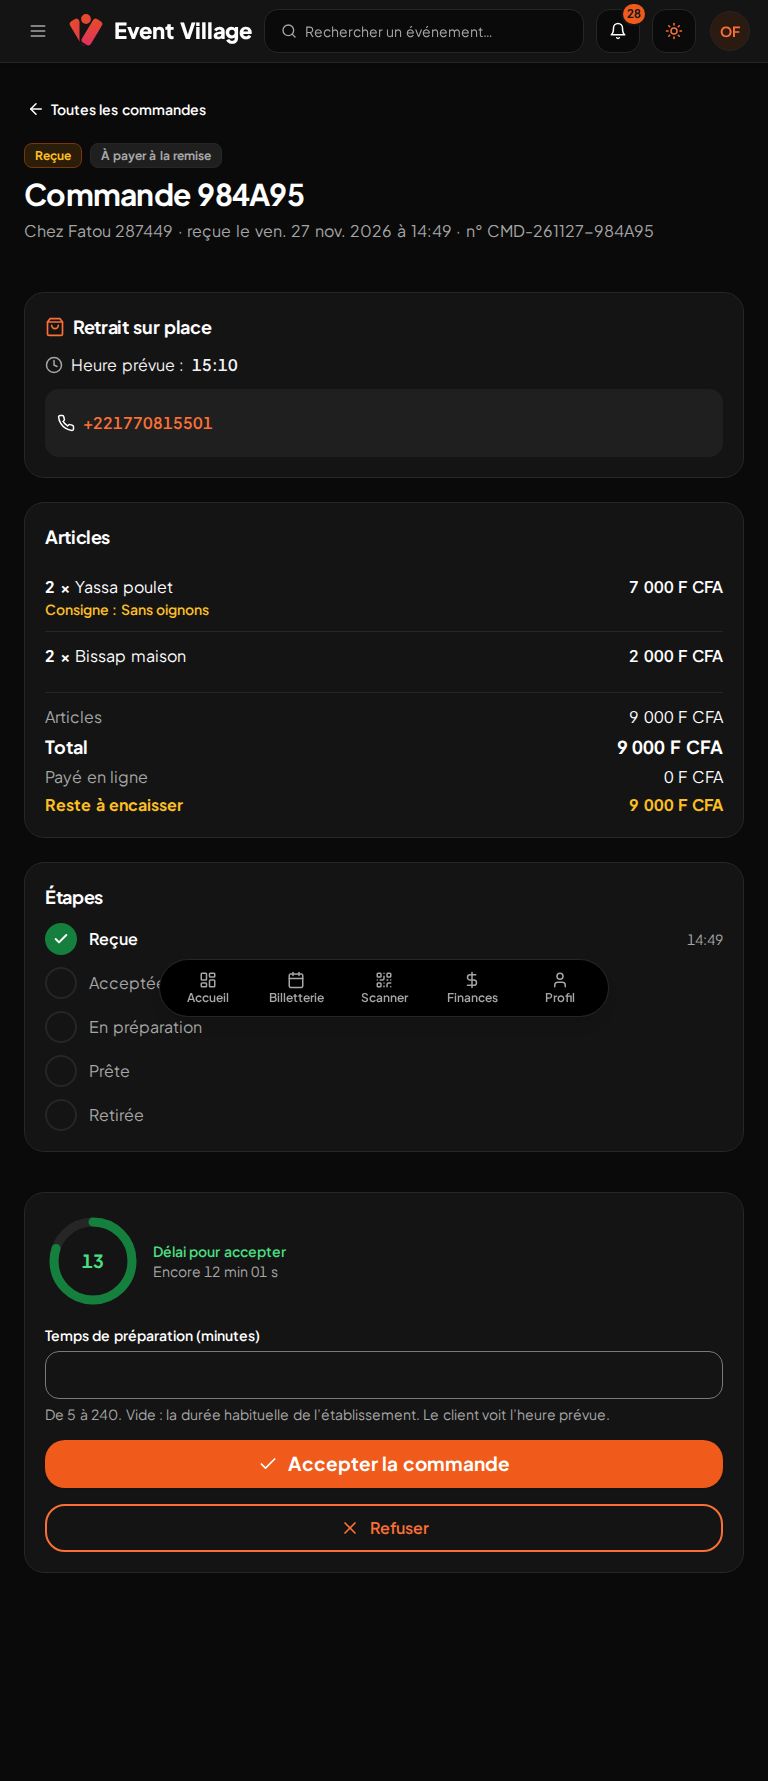 Event Village
Rechercher un événement...
28
OF
Toutes les commandes
Reçue
À payer à la remise
Commande 984A95
Chez Fatou 287449 · reçue le ven. 27 nov. 2026 à 14:49 · n° CMD-261127-984A95
Retrait sur place
Heure prévue : 15:10
+221770815501
Articles
2 × Yassa poulet 7 000 F CFA
Consigne : Sans oignons
2 × Bissap maison 2 000 F CFA
Articles 9 000 F CFA
Total 9 000 F CFA
Payé en ligne 0 F CFA
Reste à encaisser 9 000 F CFA
Étapes
Reçue 14:49
Acceptée
Accueil Billetterie Scanner Finances Profil
En préparation
Prête
Retirée
13
Délai pour accepter
Encore 12 min 01 s
Temps de préparation (minutes)
De 5 à 240. Vide : la durée habituelle de l'établissement. Le client voit l'heure prévue.
Accepter la commande
Refuser